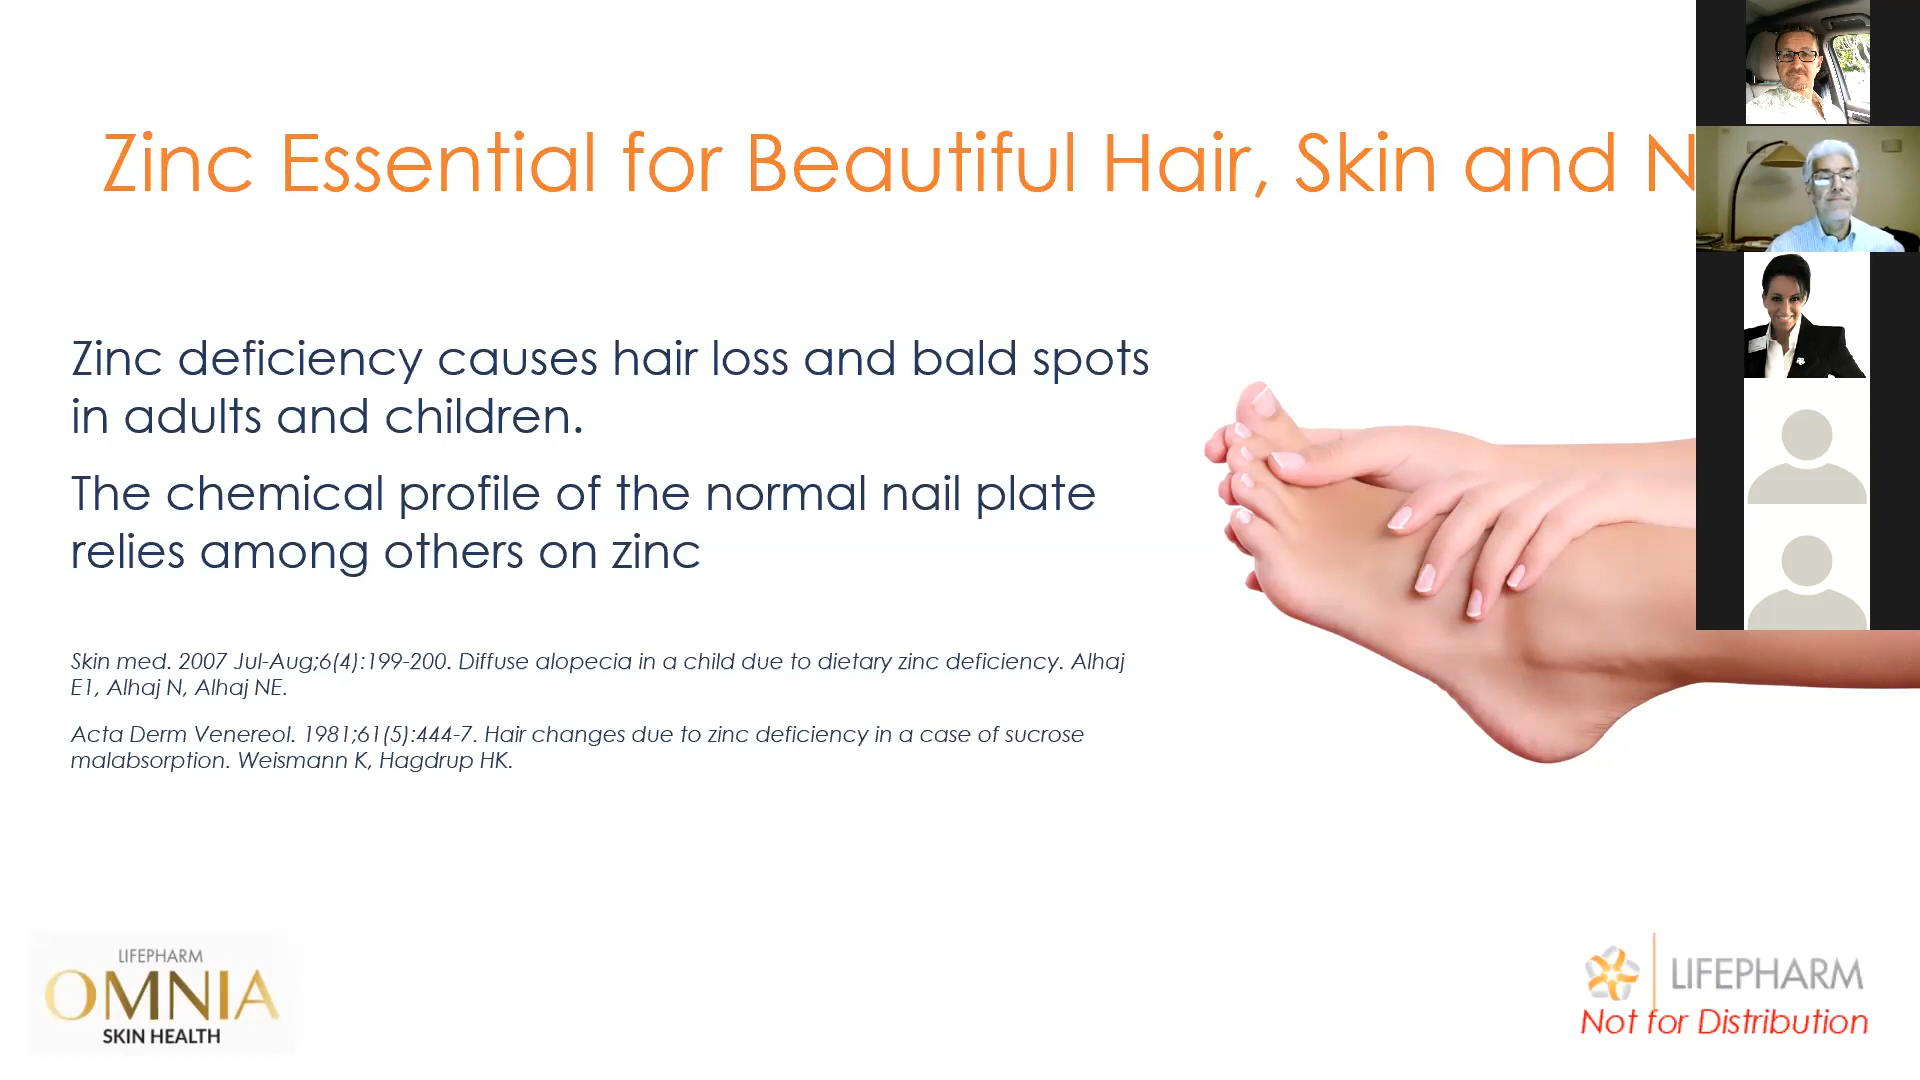 Zinc Essential for Beautiful Hair, Skin and N
Zinc deficiency causes hair loss and bald spots
in adults and children.
The chemical profile of the normal nail plate
relies among others on zinc
Skin med. 2007 Jul-Aug;6(4):199-200. Diffuse alopecia in a child due to dietary zinc deficiency. Alhaj
E1, Alhaj N, Alhaj NE.
Acta Derm Venereol. 1981;61(5):444-7. Hair changes due to zinc deficiency in a case of sucrose
malabsorption. Weismann K, Hagdrup HK.
LIFEPHARM
OMNIA
SKIN HEALTH
LIFEPHARM
Not for Distribution